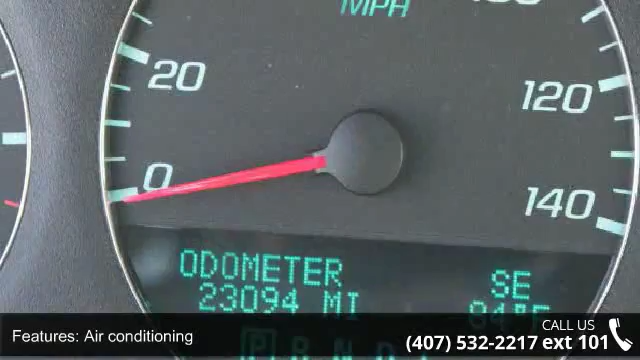 MPH
20
120
0
140
ODOMETER
SE
23094 MI
84°F
P R N D
Features: Air conditioning
CALL US
(407) 532-2217 ext 101